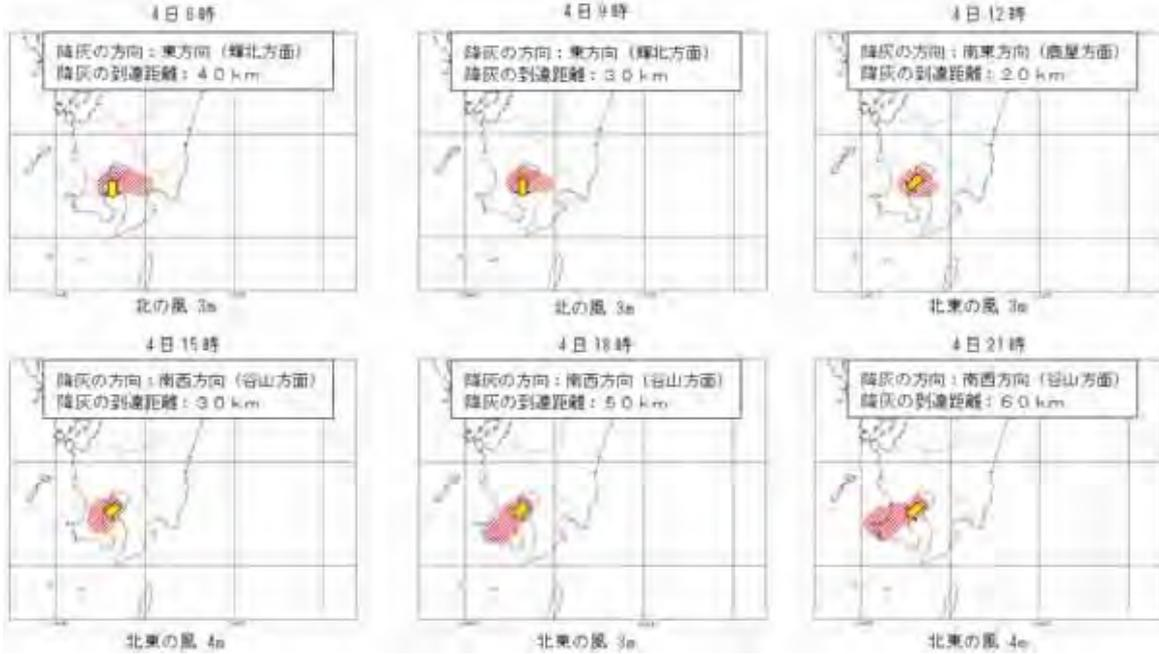 4日6時
4日9時
4日12時
降灰の方向：東方向（輝北方面）
降灰の到達距離：40km
降灰の方向：東方向（輝北方面）
降灰の到達距離：30km
降灰の方向：南東方向（鹿屋方面）
降灰の到達距離：20km
北の風 3m
北の風 3m
北東の風 3m
4日15時
4日18時
4日21時
降灰の方向：南西方向（谷山方面）
降灰の到達距離：30km
降灰の方向：南西方向（谷山方面）
降灰の到達距離：50km
降灰の方向：南西方向（谷山方面）
降灰の到達距離：60km
北東の風 4m
北東の風 3m
北東の風 4m